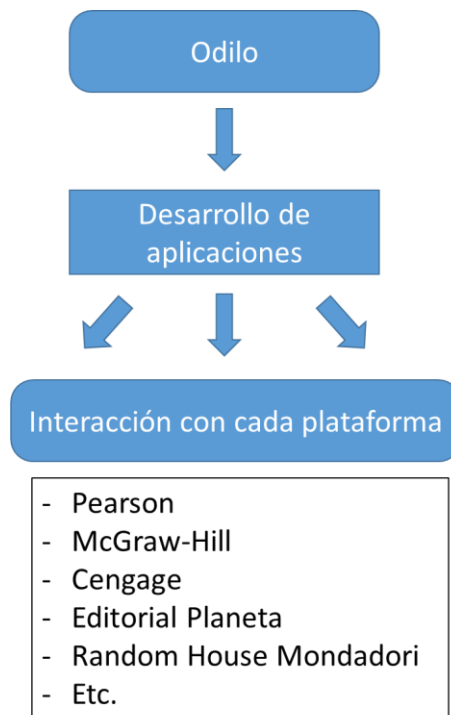 Odilo
Desarrollo de
aplicaciones
Interacción con cada plataforma
- Pearson
- McGraw-Hill
- Cengage
- Editorial Planeta
- Random House Mondadori
- Etc.